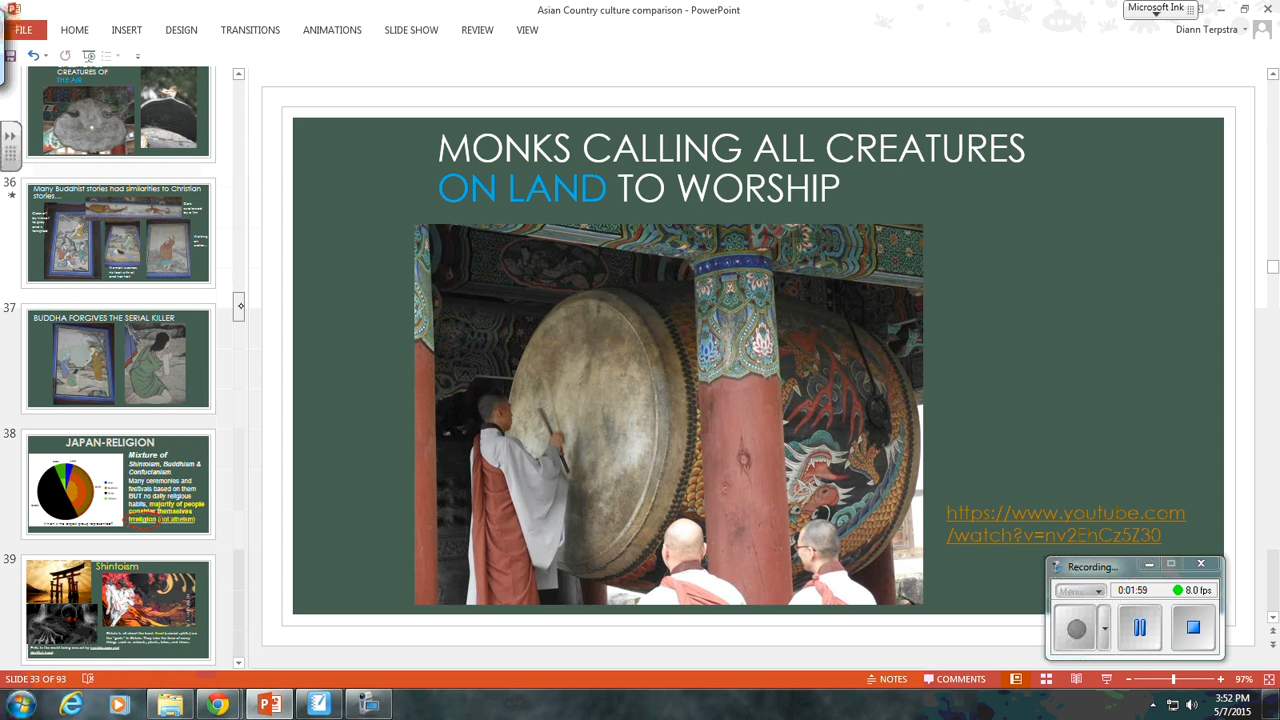 Asian Country culture comparison - PowerPoint
Microsoft Ink
FILE
HOME
INSERT
DESIGN
TRANSITIONS
ANIMATIONS
SLIDE SHOW
REVIEW
VIEW
Diann Terpstra
CREATURES OF
THE AIR
36
Many Buddhist stories had similarities to Christian
stories...
37
BUDDHA FORGIVES THE SERIAL KILLER
38
JAPAN-RELIGION
Mixture of
Shintoism, Buddhism &
Confucianism
Many ceremonies and
festivals based on them
BUT no daily religious
habits, majority of people
consider themselves
Irreligion (not atheism)
39
Shintoism
MONKS CALLING ALL CREATURES
ON LAND TO WORSHIP
https://www.youtube.com
/watch?v=nv2EnCz5Z30
Recording...
Menu
0:01:59
8.0 fps
SLIDE 33 OF 93
NOTES
COMMENTS
97%
3:52 PM
5/7/2015